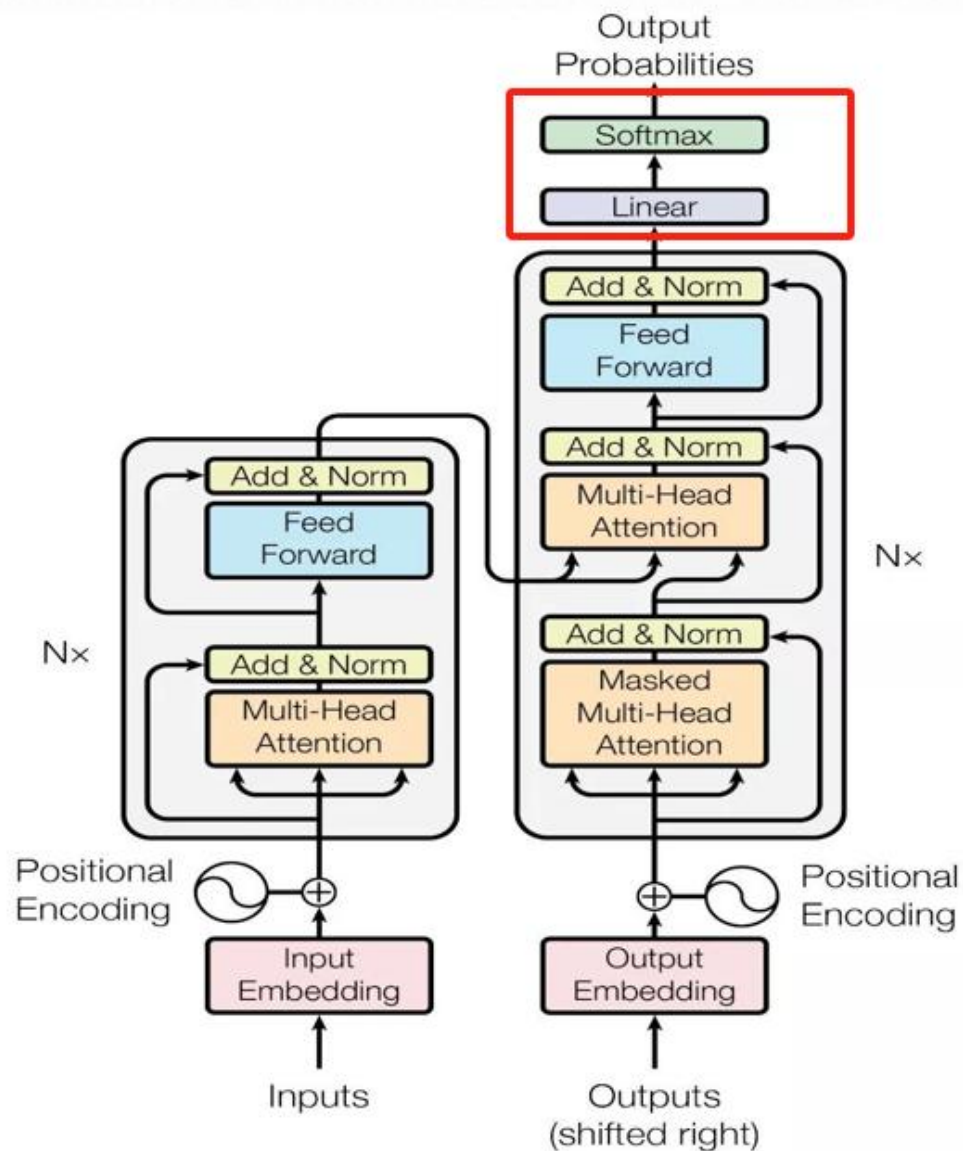 Output
Probabilities
Softmax
Linear
Add & Norm
Feed
Forward
Add & Norm
Multi-Head
Attention
Nx
Add & Norm
Masked
Multi-Head
Attention
Add & Norm
Feed
Forward
Nx
Add & Norm
Multi-Head
Attention
Positional
Encoding
Positional
Encoding
Input
Embedding
Output
Embedding
Inputs
Outputs
(shifted right)